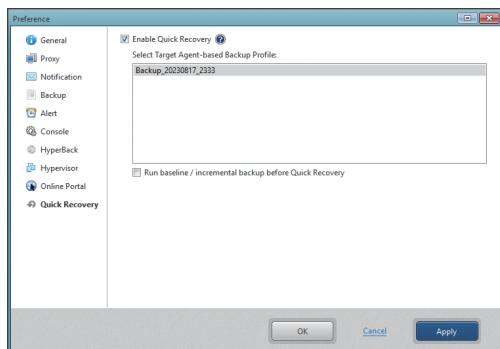 Preference
General
Proxy
Notification
Backup
Alert
Console
HyperBack
Hypervisor
Online Portal
Quick Recovery
Enable Quick Recovery
Select Target Agent-based Backup Profile:
Backup_20230817_2333
Run baseline / incremental backup before Quick Recovery
OK
Cancel
Apply